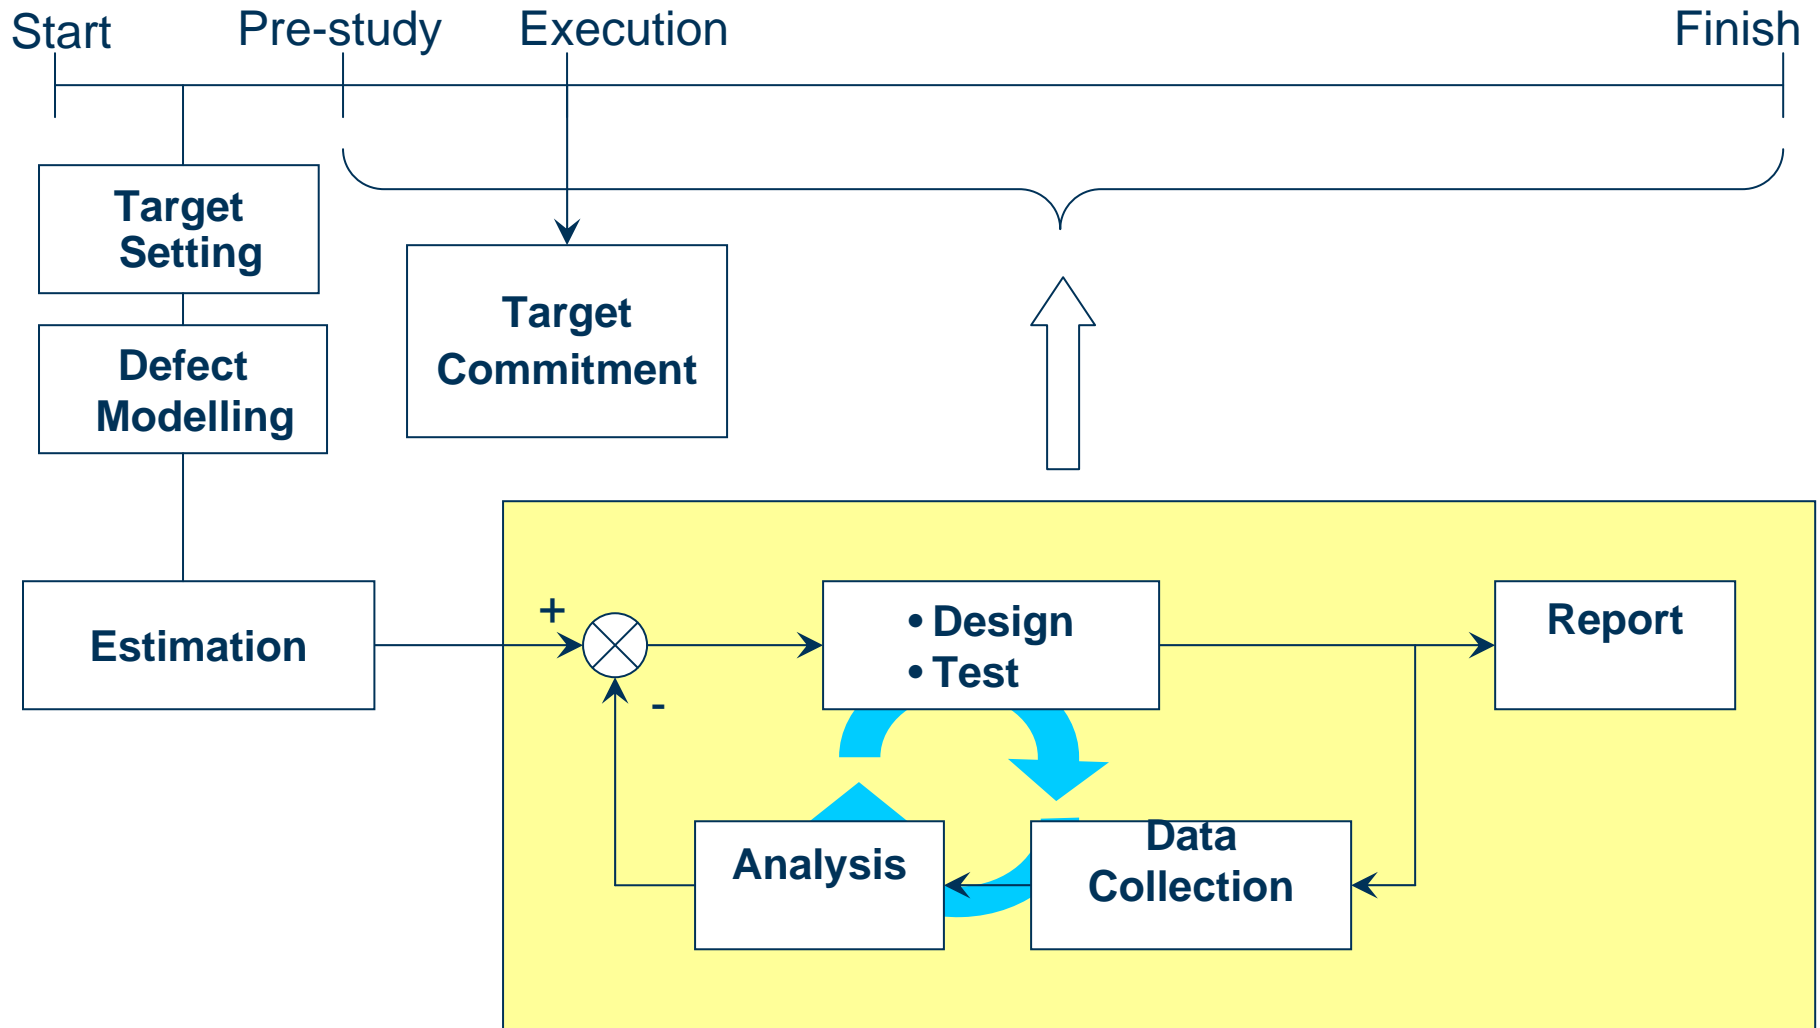 Start
Pre-study
Execution
Finish
Target
Setting
Target
Commitment
Defect
Modelling
Estimation
+
-
• Design
• Test
Report
Analysis
Data
Collection